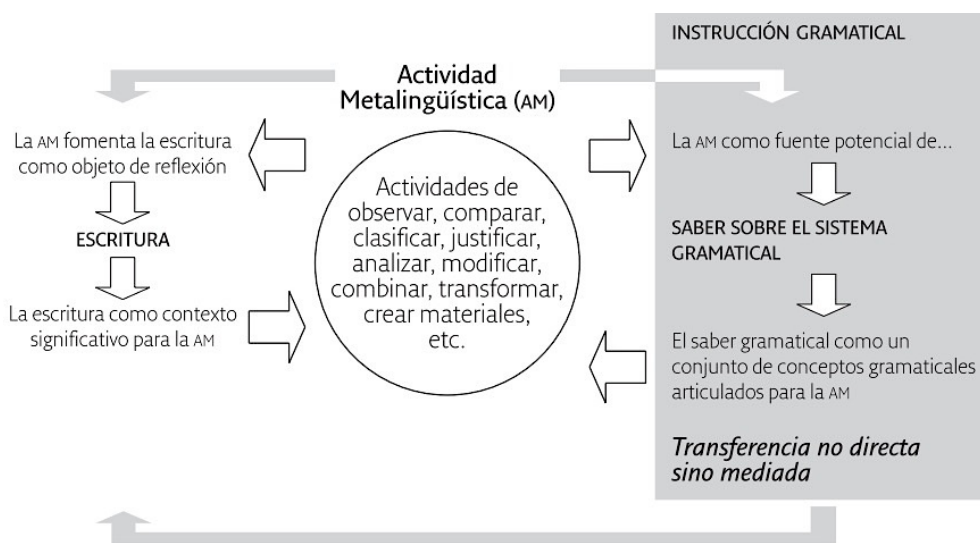 INSTRUCCIÓN GRAMATICAL
Actividad
Metalingüística (AM)
La AM fomenta la escritura
como objeto de reflexión
ESCRITURA
La escritura como contexto
significativo para la AM
Actividades de
observar, comparar,
clasificar, justificar,
analizar, modificar,
combinar, transformar,
crear materiales,
etc.
La AM como fuente potencial de...
SABER SOBRE EL SISTEMA
GRAMATICAL
El saber gramatical como un
conjunto de conceptos gramaticales
articulados para la AM
Transferencia no directa
sino mediada